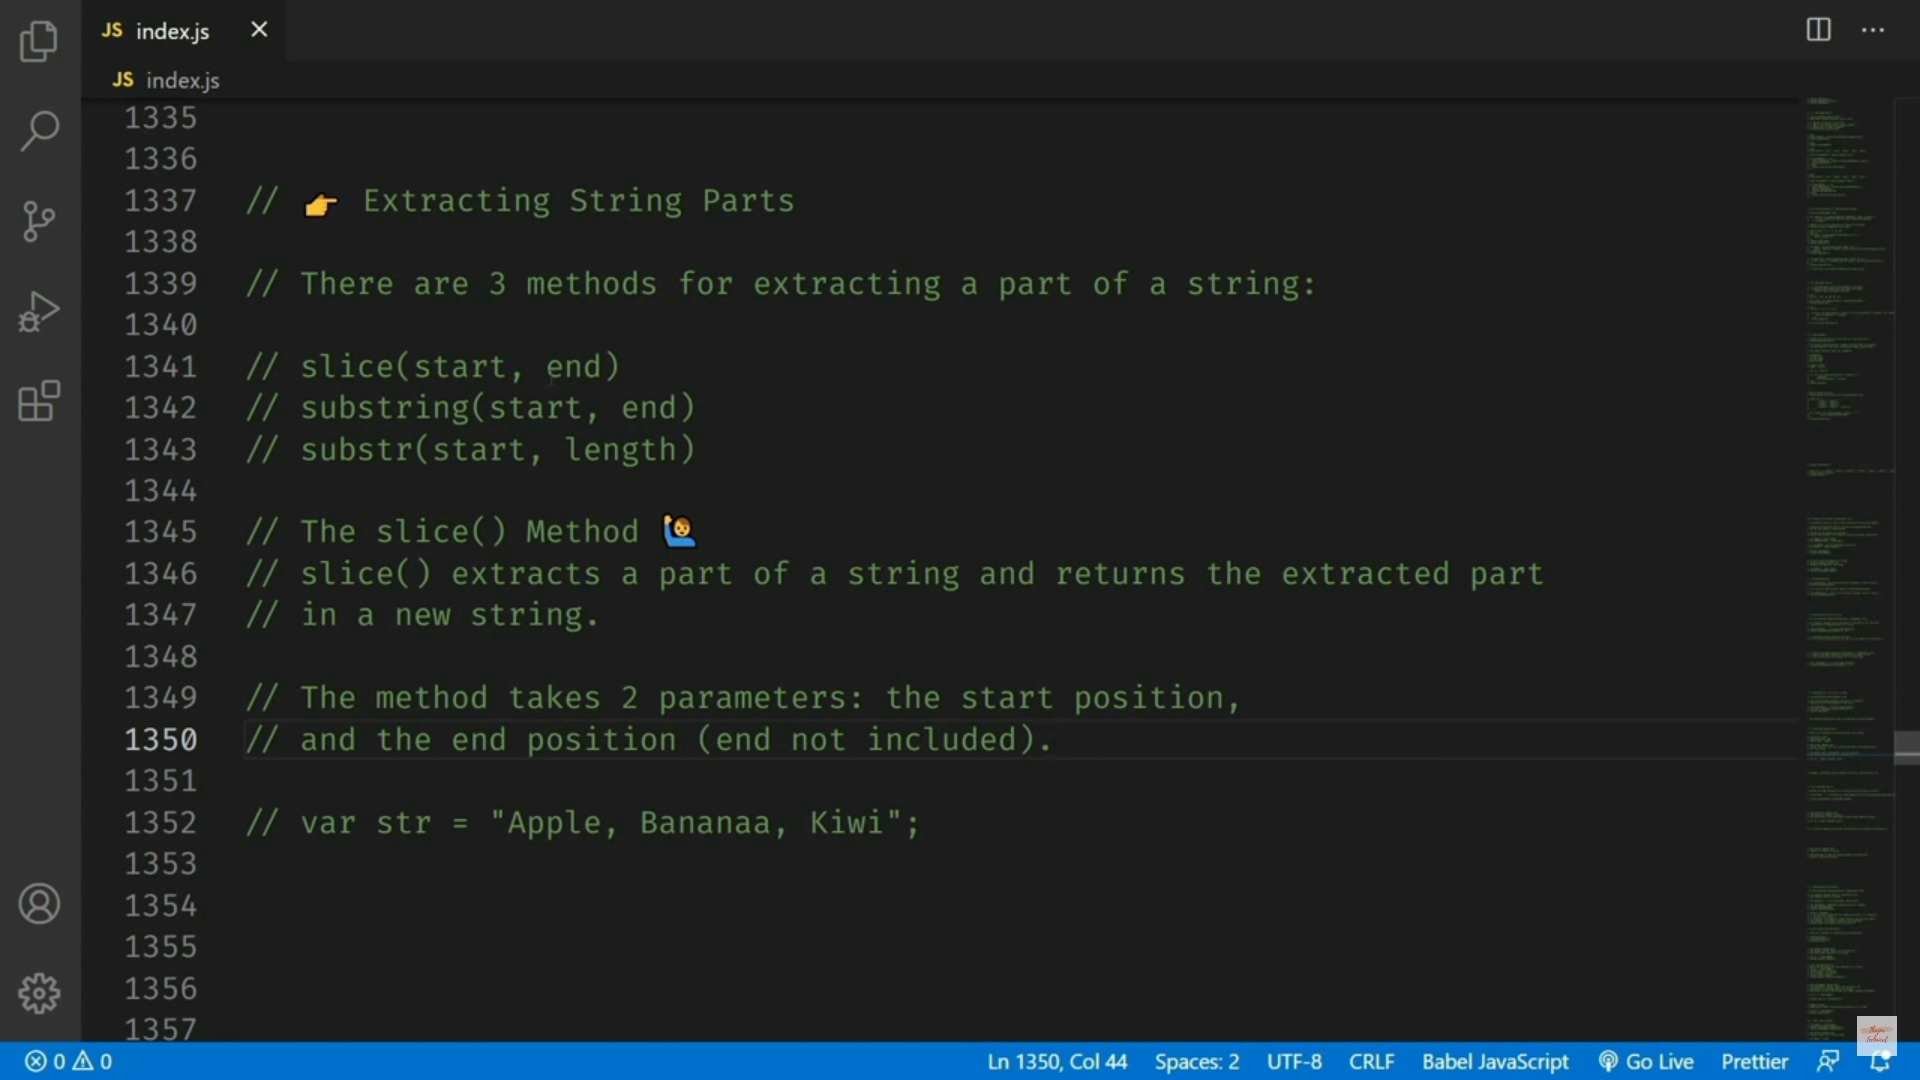 JS index.js
JS index.js
1335
1336
1337 // 👉 Extracting String Parts
1338
1339 // There are 3 methods for extracting a part of a string:
1340
1341 // slice(start, end)
1342 // substring(start, end)
1343 // substr(start, length)
1344
1345 // The slice() Method 🙋‍♂️
1346 // slice() extracts a part of a string and returns the extracted part
1347 // in a new string.
1348
1349 // The method takes 2 parameters: the start position,
1350 // and the end position (end not included).
1351
1352 // var str = "Apple, Bananaa, Kiwi";
1353
1354
1355
1356
1357
0 0 Ln 1350, Col 44 Spaces: 2 UTF-8 CRLF Babel JavaScript Go Live Prettier